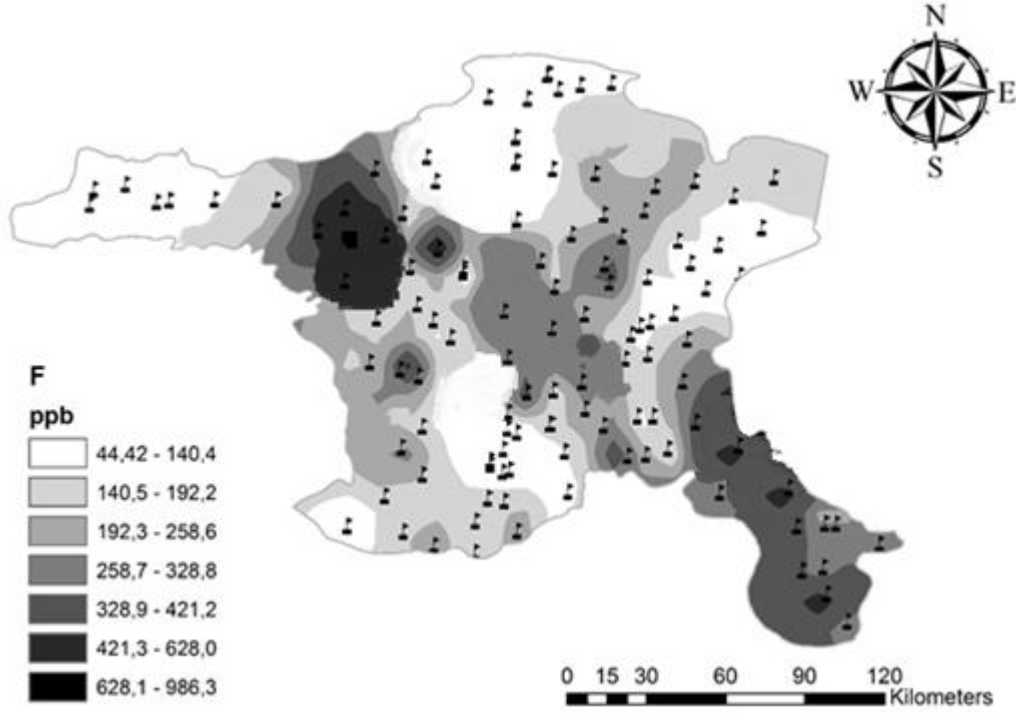 N
W E
S
F
ppb
44,42 - 140,4
140,5 - 192,2
192,3 - 258,6
258,7 - 328,8
328,9 - 421,2
421,3 - 628,0
628,1 - 986,3
0 15 30 60 90 120
Kilometers